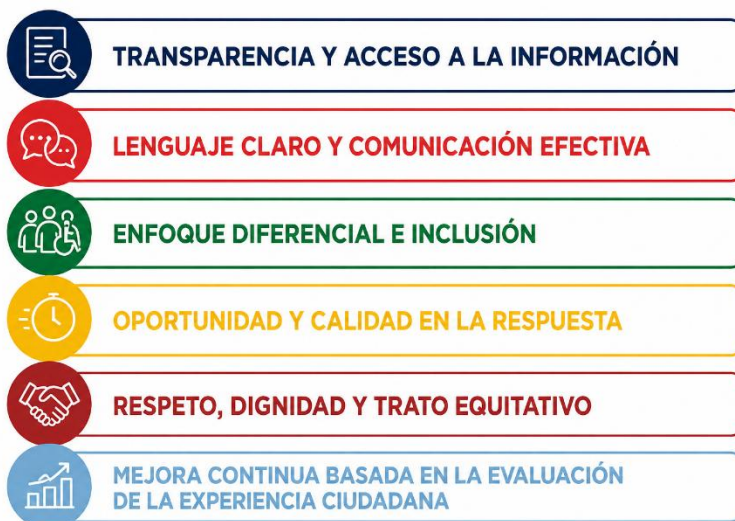 TRANSPARENCIA Y ACCESO A LA INFORMACIÓN
LENGUAJE CLARO Y COMUNICACIÓN EFECTIVA
ENFOQUE DIFERENCIAL E INCLUSIÓN
OPORTUNIDAD Y CALIDAD EN LA RESPUESTA
RESPETO, DIGNIDAD Y TRATO EQUITATIVO
MEJORA CONTINUA BASADA EN LA EVALUACIÓN
DE LA EXPERIENCIA CIUDADANA